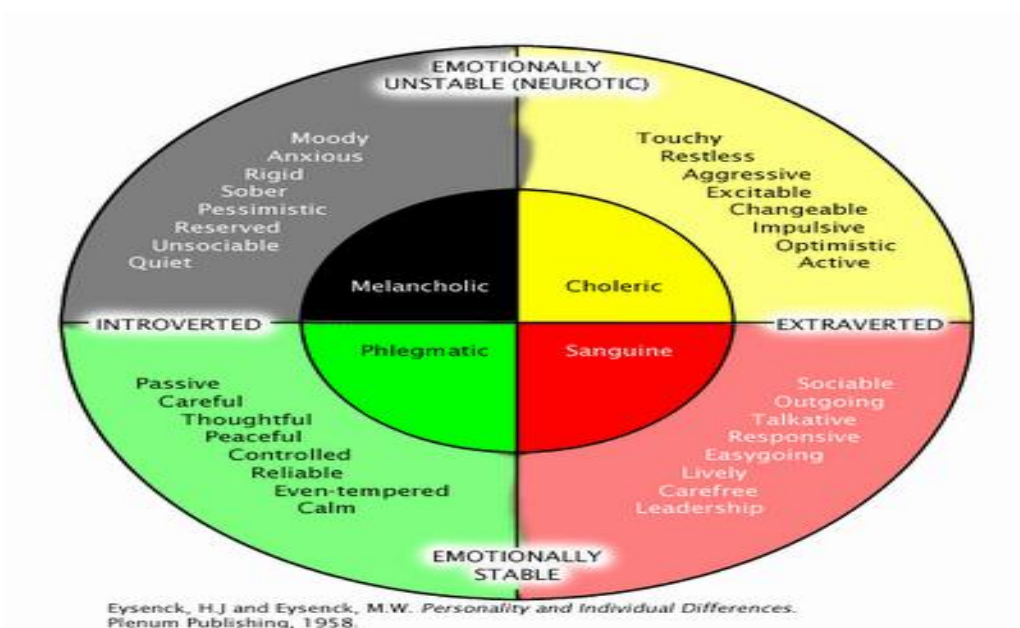 EMOTIONALLY
UNSTABLE (NEUROTIC)
Moody
Anxious
Rigid
Sober
Pessimistic
Reserved
Unsociable
Quiet
Touchy
Restless
Aggressive
Excitable
Changeable
Impulsive
Optimistic
Active
Melancholic
Choleric
INTROVERTED
EXTRAVERTED
Phlegmatic
Sanguine
Passive
Careful
Thoughtful
Peaceful
Controlled
Reliable
Even-tempered
Calm
Sociable
Outgoing
Talkative
Responsive
Easygoing
Lively
Carefree
Leadership
EMOTIONALLY
STABLE
Eysenck, H.J and Eysenck, M.W. Personality and Individual Differences.
Plenum Publishing, 1958.